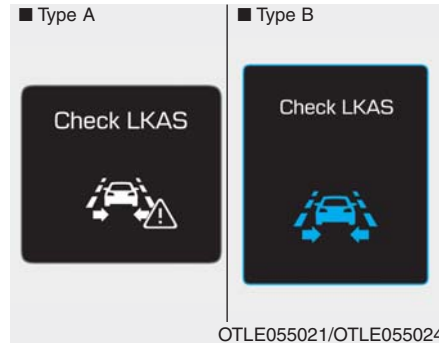 ■ Type A
■ Type B
Check LKAS
Check LKAS
OTLE055021/OTLE055024